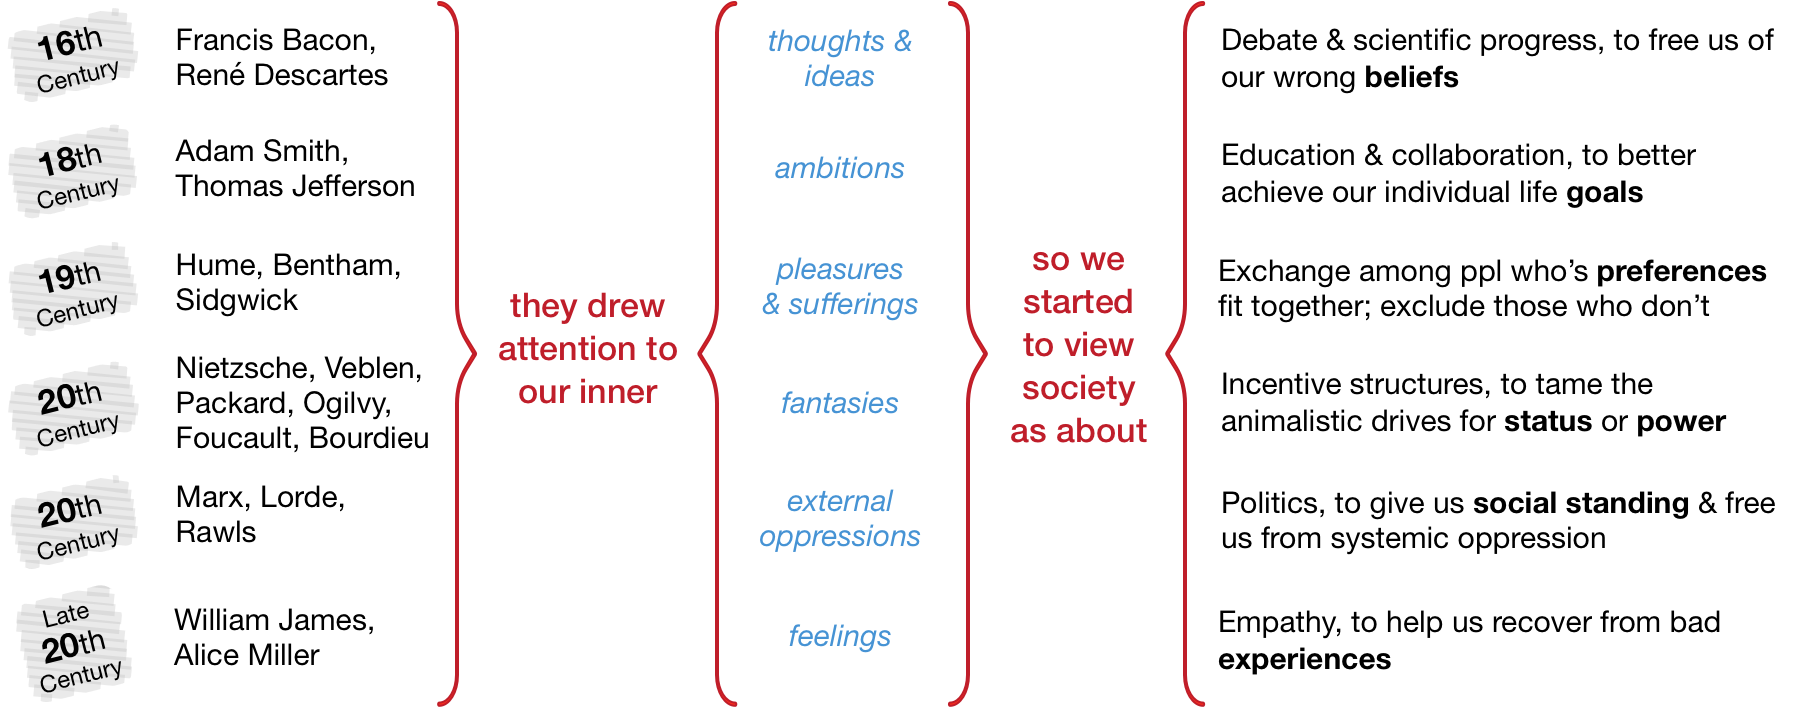 16th
Century
Francis Bacon,
René Descartes
thoughts &
ideas
Debate & scientific progress, to free us of
our wrong beliefs
18th
Century
Adam Smith,
Thomas Jefferson
ambitions
Education & collaboration, to better
achieve our individual life goals
19th
Century
Hume, Bentham,
Sidgwick
they drew
attention to
our inner
pleasures
& sufferings
so we
started
to view
society
as about
Exchange among ppl who's preferences
fit together; exclude those who don't
20th
Century
Nietzsche, Veblen,
Packard, Ogilvy,
Foucault, Bourdieu
fantasies
Incentive structures, to tame the
animalistic drives for status or power
20th
Century
Marx, Lorde,
Rawls
external
oppressions
Politics, to give us social standing & free
us from systemic oppression
Late
20th
Century
William James,
Alice Miller
feelings
Empathy, to help us recover from bad
experiences